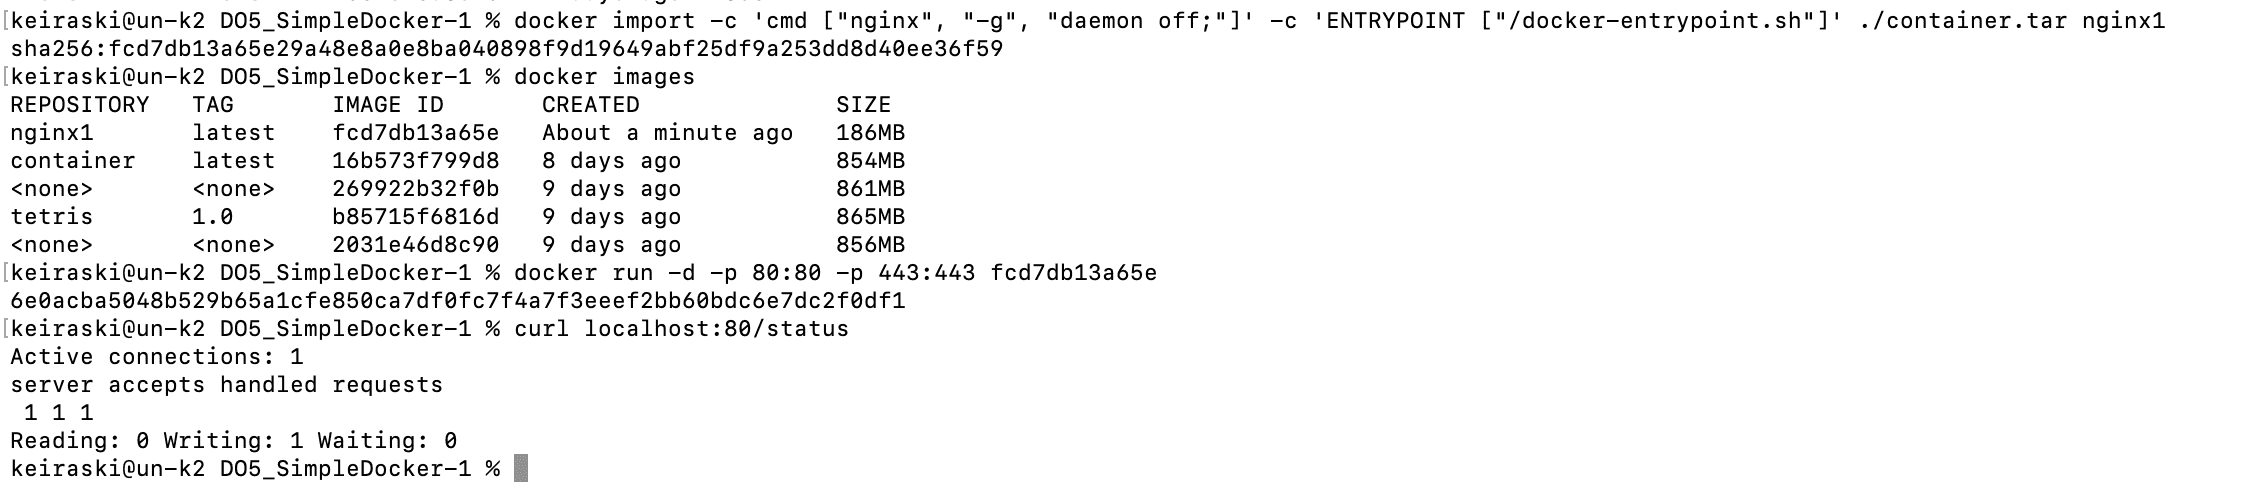 keiraski@un-k2 DO5_SimpleDocker-1 % docker import -c 'cmd ["nginx", "-g", "daemon off;"]' -c 'ENTRYPOINT ["/docker-entrypoint.sh"]' ./container.tar nginx1
sha256:fcd7db13a65e29a48e8a0e8ba040898f9d19649abf25df9a253dd8d40ee36f59
keiraski@un-k2 DO5_SimpleDocker-1 % docker images
REPOSITORY   TAG       IMAGE ID       CREATED              SIZE
nginx1       latest    fcd7db13a65e   About a minute ago   186MB
container    latest    16b573f799d8   8 days ago           854MB
<none>       <none>    269922b32f0b   9 days ago           861MB
tetris       1.0       b85715f6816d   9 days ago           865MB
<none>       <none>    2031e46d8c90   9 days ago           856MB
keiraski@un-k2 DO5_SimpleDocker-1 % docker run -d -p 80:80 -p 443:443 fcd7db13a65e
6e0acba5048b529b65a1cfe850ca7df0fc7f4a7f3eeef2bb60bdc6e7dc2f0df1
keiraski@un-k2 DO5_SimpleDocker-1 % curl localhost:80/status
Active connections: 1
server accepts handled requests
 1 1 1
Reading: 0 Writing: 1 Waiting: 0
keiraski@un-k2 DO5_SimpleDocker-1 %